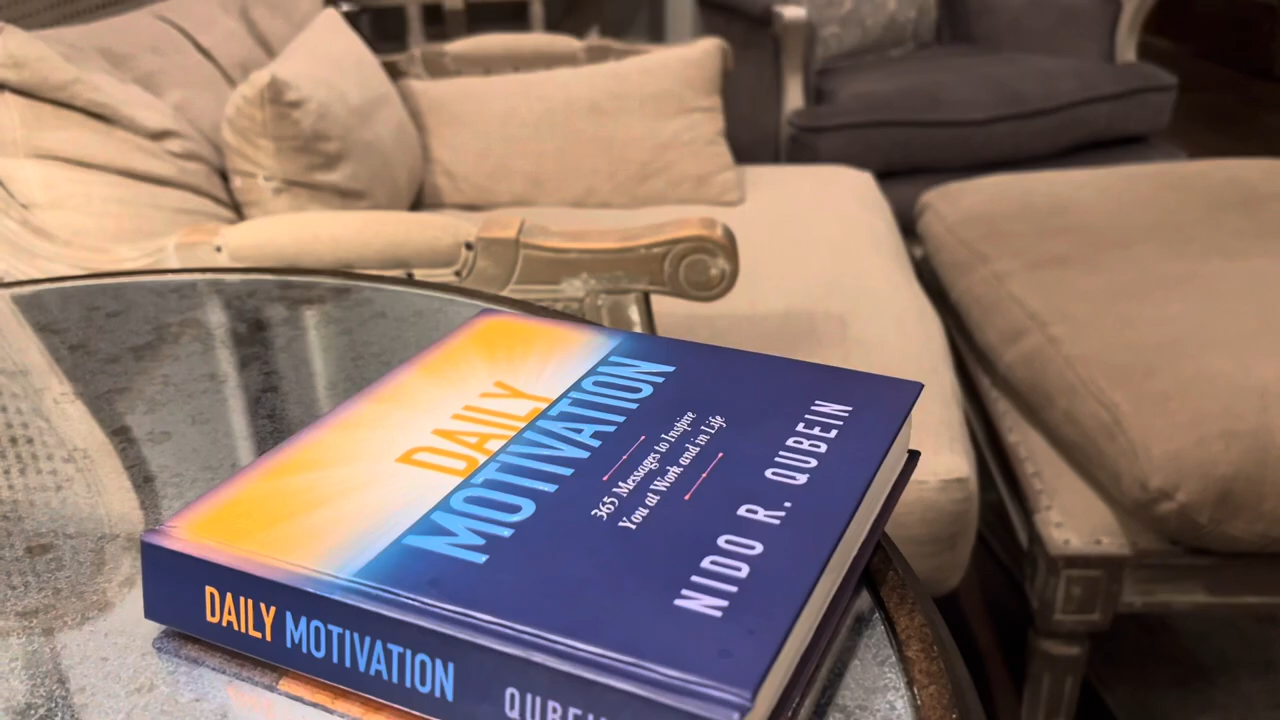 DAILY
MOTIVATION
365 Messages to Inspire
You at Work and in Life
NIDO R. QUBEIN
DAILY MOTIVATION